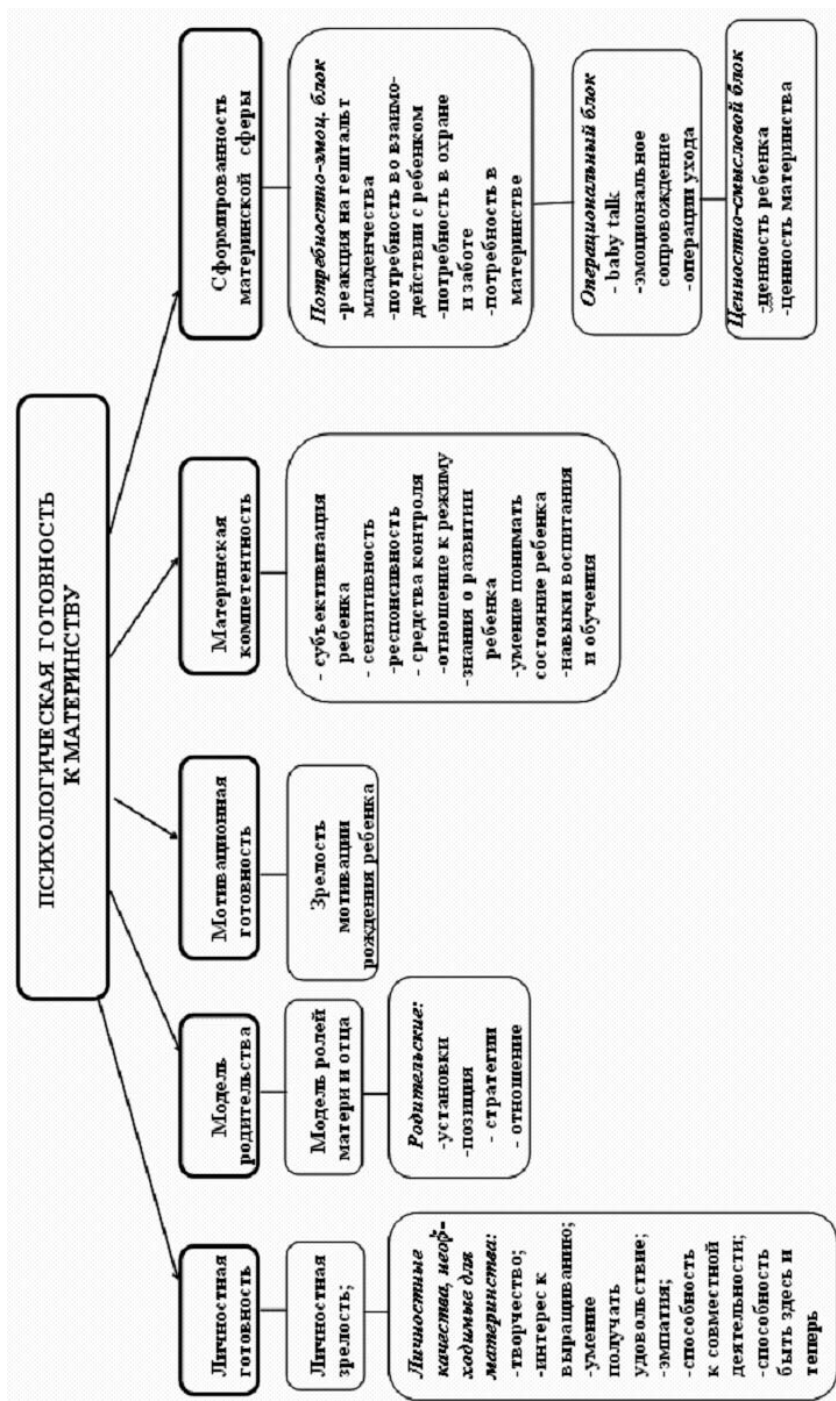 ПСИХОЛОГИЧЕСКАЯ ГОТОВНОСТЬ
К МАТЕРИНСТВУ
Личностная
готовность
Личностная
зрелость;
Личностные
качества, необ-
ходимые для
материнства:
-творчество;
-интерес к
выращиванию;
-умение
получать
удовольствие;
-эмпатия;
-способность
к совместной
деятельности;
-способность
быть здесь и
теперь
Модель
родительства
Модель ролей
матери и отца
Родительские:
-установки
-позиция
- стратегии
- отношение
Мотивационная
готовность
Зрелость
мотивации
рождения ребенка
Материнская
компетентность
- субъективизация
ребенка
- сензитивность
-респонсивность
- средства контроля
-отношение к режиму
-знания о развитии
ребенка
-умение понимать
состояние ребенка
-навыки воспитания
и обучения
Сформированность
материнской сферы
Потребностно-эмоц. блок
-реакция на гештальт
младенчества
-потребность во взаимо-
действии с ребенком
-потребность в охране
и заботе
-потребность в
материнстве
Операциональный блок
- baby talk
-эмоциональное
сопровождение
-операции ухода
Ценностно-смысловой блок
-ценность ребенка
-ценность материнства